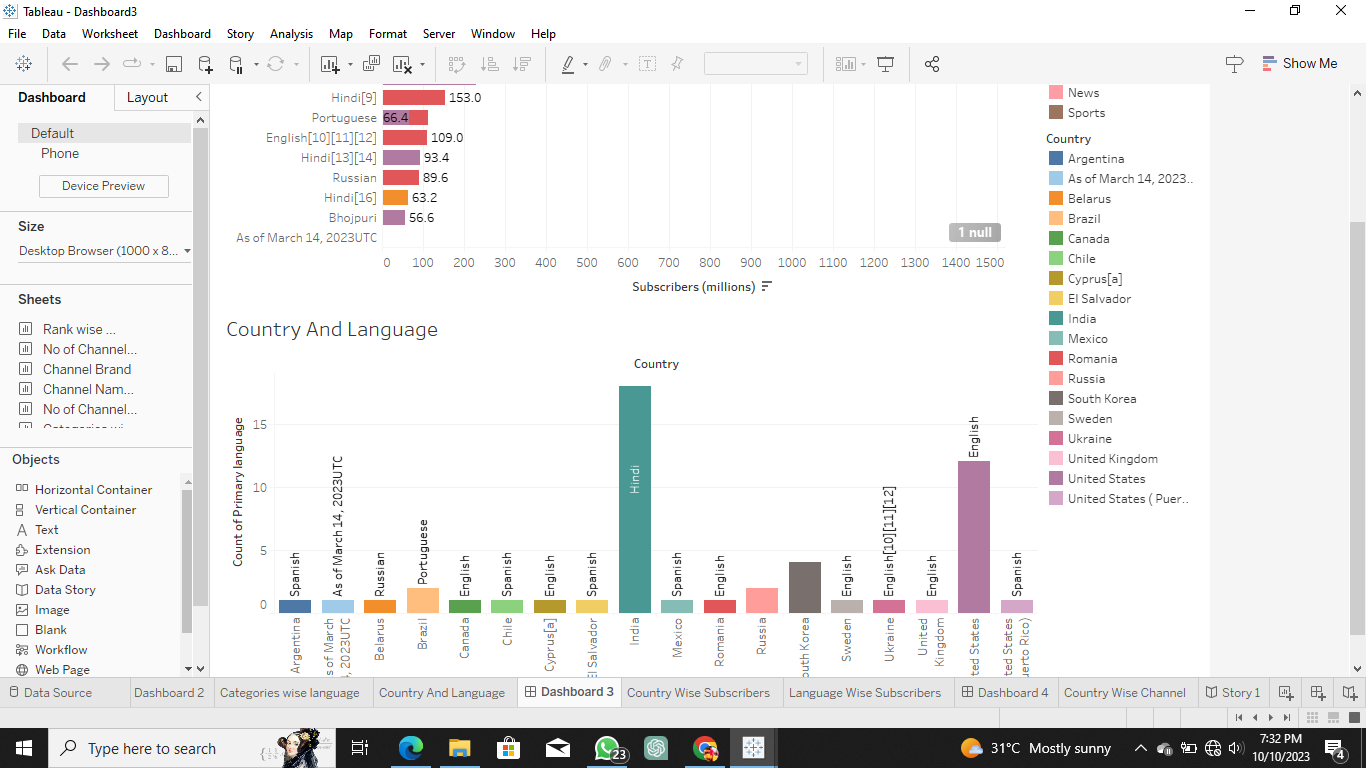 Tableau - Dashboard3
File Data Worksheet Dashboard Story Analysis Map Format Server Window Help
Show Me
Dashboard Layout
Default
Phone
Device Preview
Size
Desktop Browser (1000 x 8...
Sheets
Rank wise ...
No of Channel...
Channel Brand
Channel Nam...
No of Channel...
Objects
Horizontal Container
Vertical Container
Text
Extension
Ask Data
Data Story
Image
Blank
Workflow
Web Page
Hindi[9] 153.0
Portuguese 66.4
English[10][11][12] 109.0
Hindi[13][14] 93.4
Russian 89.6
Hindi[16] 63.2
Bhojpuri 56.6
As of March 14, 2023UTC
1 null
0 100 200 300 400 500 600 700 800 900 1000 1100 1200 1300 1400 1500
Subscribers (millions)
Country And Language
Country
Count of Primary language
15
10
5
0
Spanish
As of March 14, 2023UTC
Russian
Portuguese
English
Spanish
English
Spanish
Hindi
Spanish
English
English
English[10][11][12]
English
English
Spanish
Argentina
s of March
, 2023UTC
Belarus
Brazil
Canada
Chile
Cyprus[a]
El Salvador
India
Mexico
Romania
Russia
outh Korea
Sweden
Ukraine
United
Kingdom
ted States
ted States
erto Rico)
News
Sports
Country
Argentina
As of March 14, 2023..
Belarus
Brazil
Canada
Chile
Cyprus[a]
El Salvador
India
Mexico
Romania
Russia
South Korea
Sweden
Ukraine
United Kingdom
United States
United States ( Puer..
Data Source Dashboard 2 Categories wise language Country And Language Dashboard 3 Country Wise Subscribers Language Wise Subscribers Dashboard 4 Country Wise Channel Story 1
Type here to search
23
31°C Mostly sunny
7:32 PM
10/10/2023
4